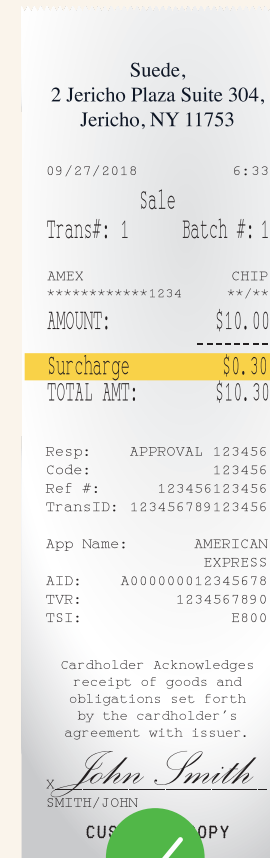 Suede,
2 Jericho Plaza Suite 304,
Jericho, NY 11753
09/27/2018 6:33
Sale
Trans#: 1 Batch #: 1
AMEX CHIP
************1234 **/**
AMOUNT: $10.00
Surcharge $0.30
TOTAL AMT: $10.30
Resp: APPROVAL 123456
Code: 123456
Ref #: 123456123456
TransID: 123456789123456
App Name: AMERICAN
EXPRESS
AID: A000000012345678
TVR: 1234567890
TSI: E800
Cardholder Acknowledges
receipt of goods and
obligations set forth
by the cardholder's
agreement with issuer.
x John Smith
SMITH/JOHN